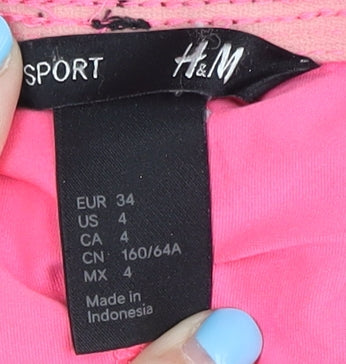 SPORT H&M
EUR 34
US 4
CA 4
CN 160/64A
MX 4
Made in
Indonesia